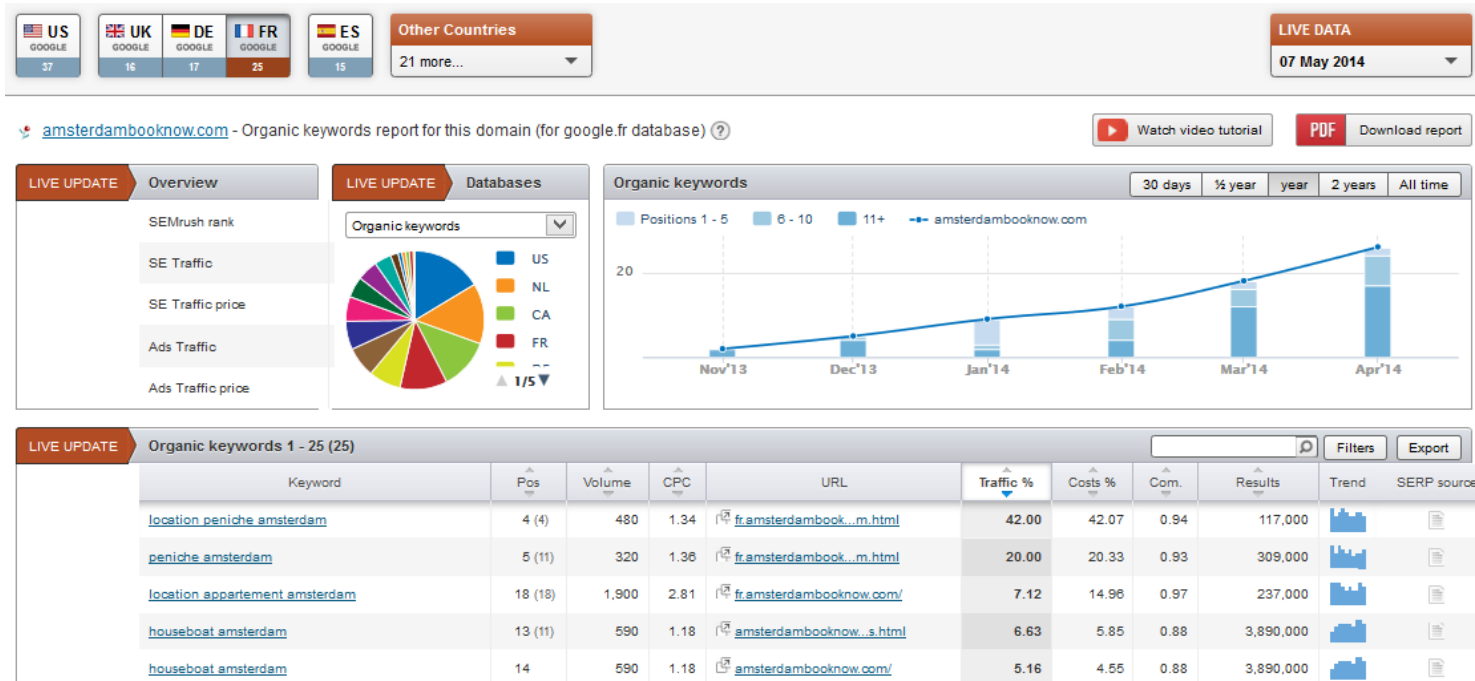 US UK DE FR ES
GOOGLE GOOGLE GOOGLE GOOGLE GOOGLE
37 16 17 25 15
Other Countries
21 more...
LIVE DATA
07 May 2014
amsterdambooknow.com - Organic keywords report for this domain (for google.fr database) ?
Watch video tutorial
PDF Download report
LIVE UPDATE Overview
SEMrush rank
SE Traffic
SE Traffic price
Ads Traffic
Ads Traffic price
LIVE UPDATE Databases
Organic keywords
US
NL
CA
FR
1/5
Organic keywords 30 days ½ year year 2 years All time
Positions 1 - 5 6 - 10 11+ amsterdambooknow.com
20
Nov'13 Dec'13 Jan'14 Feb'14 Mar'14 Apr'14
LIVE UPDATE Organic keywords 1 - 25 (25) Filters Export
Keyword Pos Volume CPC URL Traffic % Costs % Com. Results Trend SERP source
location peniche amsterdam 4 (4) 480 1.34 fr.amsterdambook...m.html 42.00 42.07 0.94 117,000
peniche amsterdam 5 (11) 320 1.36 fr.amsterdambook...m.html 20.00 20.33 0.93 309,000
location appartement amsterdam 18 (18) 1,900 2.81 fr.amsterdambooknow.com/ 7.12 14.96 0.97 237,000
houseboat amsterdam 13 (11) 590 1.18 amsterdambooknow...s.html 6.63 5.85 0.88 3,890,000
houseboat amsterdam 14 590 1.18 amsterdambooknow.com/ 5.16 4.55 0.88 3,890,000